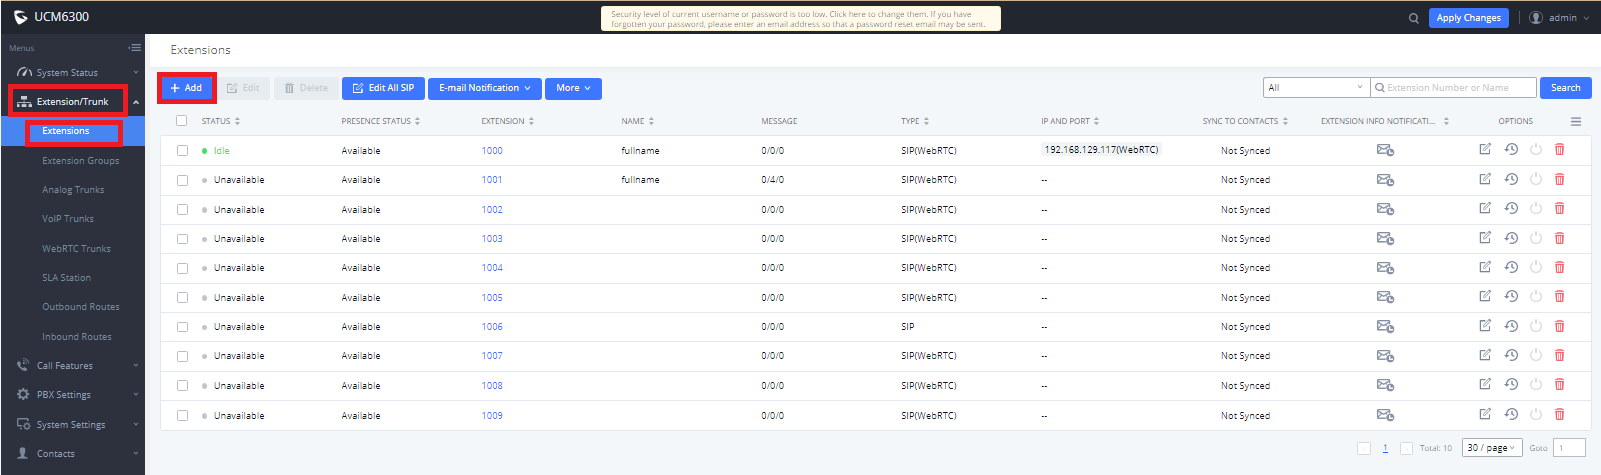 UCM6300
Security level of current username or password is too low. Click here to change them. If you have
forgotten your password, please enter an email address so that a password reset email may be sent.
Apply Changes
admin
Menus
System Status
Extension/Trunk
Extensions
Extension Groups
Analog Trunks
VoIP Trunks
WebRTC Trunks
SLA Station
Outbound Routes
Inbound Routes
Call Features
PBX Settings
System Settings
Contacts
Extensions
+ Add Edit Delete Edit All SIP E-mail Notification More All Extension Number or Name Search
STATUS PRESENCE STATUS EXTENSION NAME MESSAGE TYPE IP AND PORT SYNC TO CONTACTS EXTENSION INFO NOTIFICATI... OPTIONS
Idle Available 1000 fullname 0/0/0 SIP(WebRTC) 192.168.129.117(WebRTC) Not Synced
Unavailable Available 1001 fullname 0/4/0 SIP(WebRTC) -- Not Synced
Unavailable Available 1002 0/0/0 SIP(WebRTC) -- Not Synced
Unavailable Available 1003 0/0/0 SIP(WebRTC) -- Not Synced
Unavailable Available 1004 0/0/0 SIP(WebRTC) -- Not Synced
Unavailable Available 1005 0/0/0 SIP(WebRTC) -- Not Synced
Unavailable Available 1006 0/0/0 SIP -- Not Synced
Unavailable Available 1007 0/0/0 SIP(WebRTC) -- Not Synced
Unavailable Available 1008 0/0/0 SIP(WebRTC) -- Not Synced
Unavailable Available 1009 0/0/0 SIP(WebRTC) -- Not Synced
1 Total: 10 30 / page Goto 1